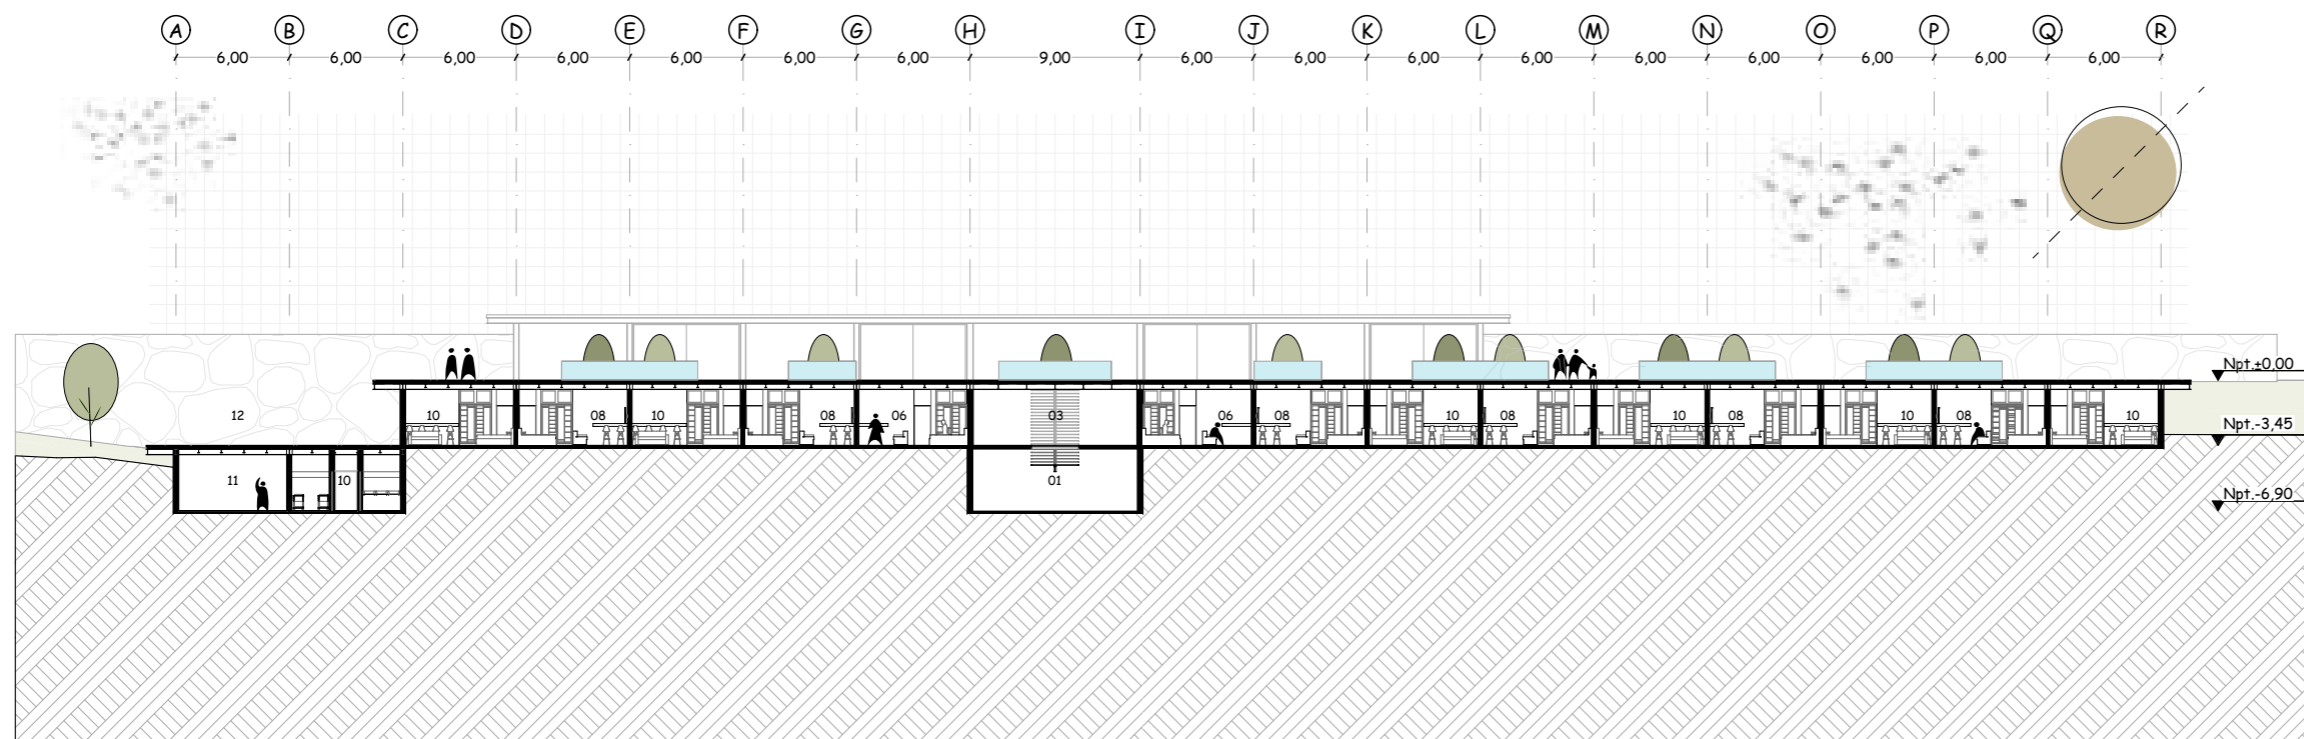 A B C D E F G H I J K L M N O P Q R
6,00 6,00 6,00 6,00 6,00 6,00 6,00 9,00 6,00 6,00 6,00 6,00 6,00 6,00 6,00 6,00 6,00
Npt.±0,00
12 10 08 10 08 06 03 06 08 10 08 10 08 10 08 10
Npt.-3,45
11 10 01
Npt.-6,90